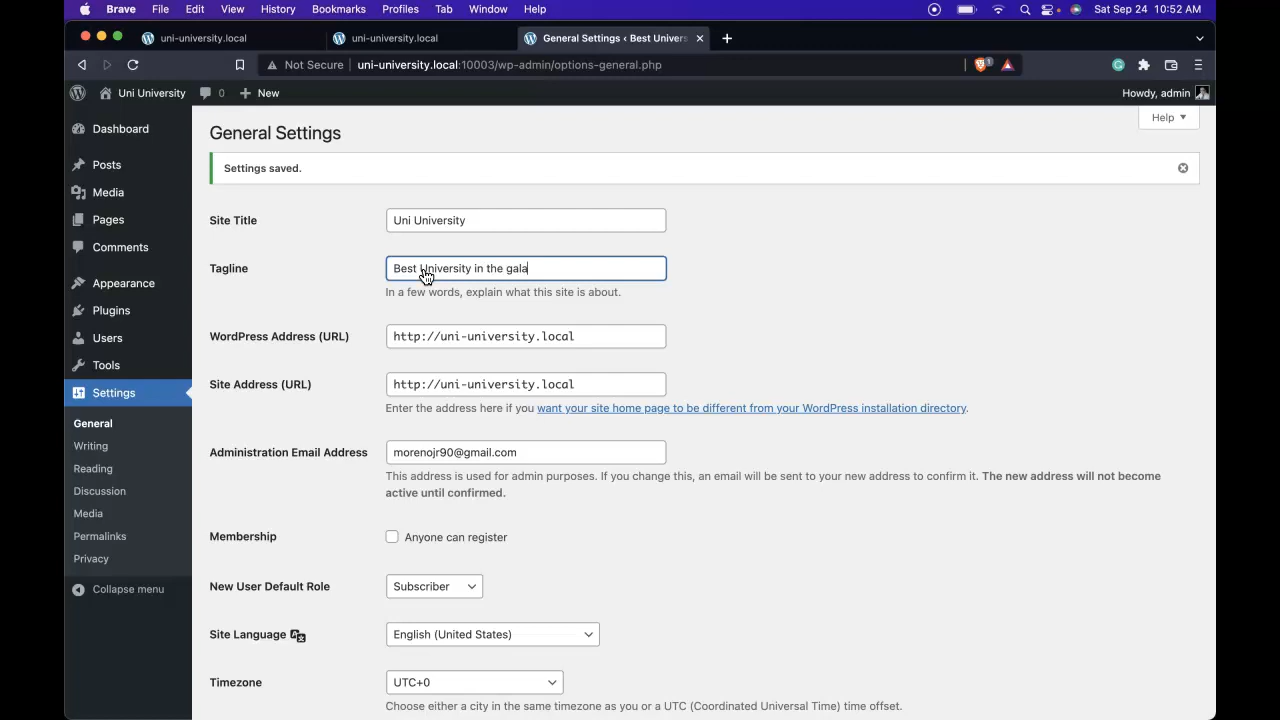 Brave File Edit View History Bookmarks Profiles Tab Window Help Sat Sep 24 10:52 AM
uni-university.local uni-university.local General Settings ‹ Best Univers
Not Secure uni-university.local:10003/wp-admin/options-general.php 1
Uni University 0 New Howdy, admin
Help
General Settings
Settings saved.
Dashboard
Posts
Media
Pages
Comments
Appearance
Plugins
Users
Tools
Settings
General
Writing
Reading
Discussion
Media
Permalinks
Privacy
Collapse menu
Site Title Uni University
Tagline Best University in the gala
In a few words, explain what this site is about.
WordPress Address (URL) http://uni-university.local
Site Address (URL) http://uni-university.local
Enter the address here if you want your site home page to be different from your WordPress installation directory.
Administration Email Address morenojr90@gmail.com
This address is used for admin purposes. If you change this, an email will be sent to your new address to confirm it. The new address will not become
active until confirmed.
Membership Anyone can register
New User Default Role Subscriber
Site Language English (United States)
Timezone UTC+0
Choose either a city in the same timezone as you or a UTC (Coordinated Universal Time) time offset.